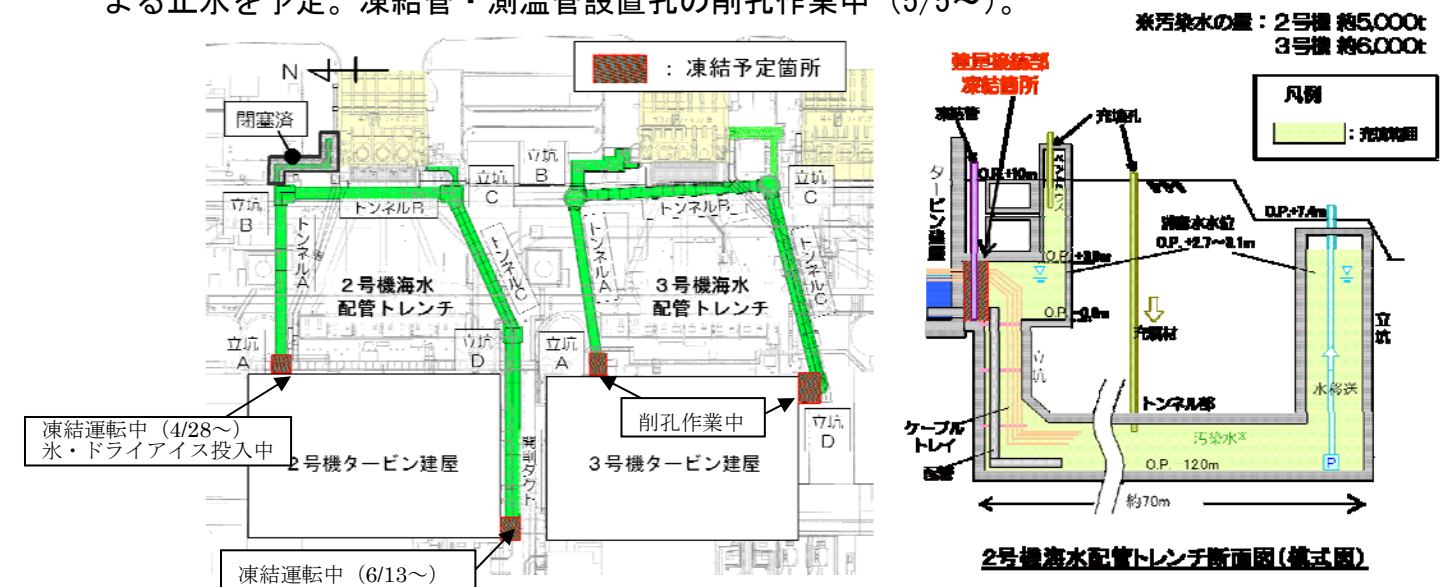 よる止水を予定。凍結管・測温管設置孔の削孔作業中（5/5～）。
：凍結予定箇所
N
閉塞済
立坑
B
トンネルB
立坑
C
トンネルA
2号機海水
配管トレンチ
トンネルC
立坑
A
立坑
D
立坑
B
トンネルB
立坑
C
トンネルA
3号機海水
配管トレンチ
トンネルC
立坑
A
立坑
D
凍結運転中（4/28～）
氷・ドライアイス投入中
2号機タービン建屋
開削ダクト
削孔作業中
3号機タービン建屋
凍結運転中（6/13～）
※汚染水の量：2号機 約5,000t
3号機 約6,000t
建屋接続部
凍結箇所
凡例
：充填範囲
凍結管
充填孔
タービン建屋
O.P.+10m
O.P.+7.4m
滞留水水位
O.P.+2.7～3.1m
充填材
立坑
立坑
水移送
トンネル部
ケーブル
トレイ
配管
汚染水※
P
約70m
2号機海水配管トレンチ断面図（模式図）